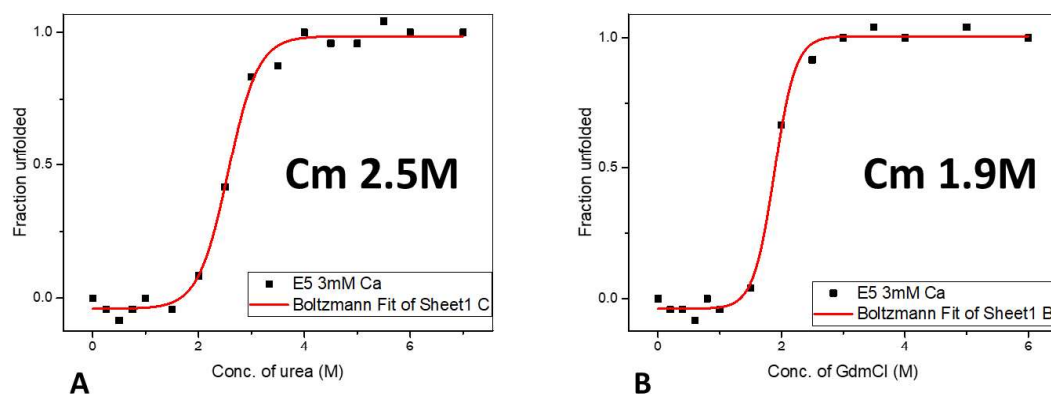 1.0
0.5
0.0
Fraction unfolded
Cm 2.5M
E5 3mM Ca
Boltzmann Fit of Sheet1 C
0 2 4 6
Conc. of urea (M)
A
1.0
0.5
0.0
Fraction unfolded
Cm 1.9M
E5 3mM Ca
Boltzmann Fit of Sheet1 B
0 2 4 6
Conc. of GdmCl (M)
B